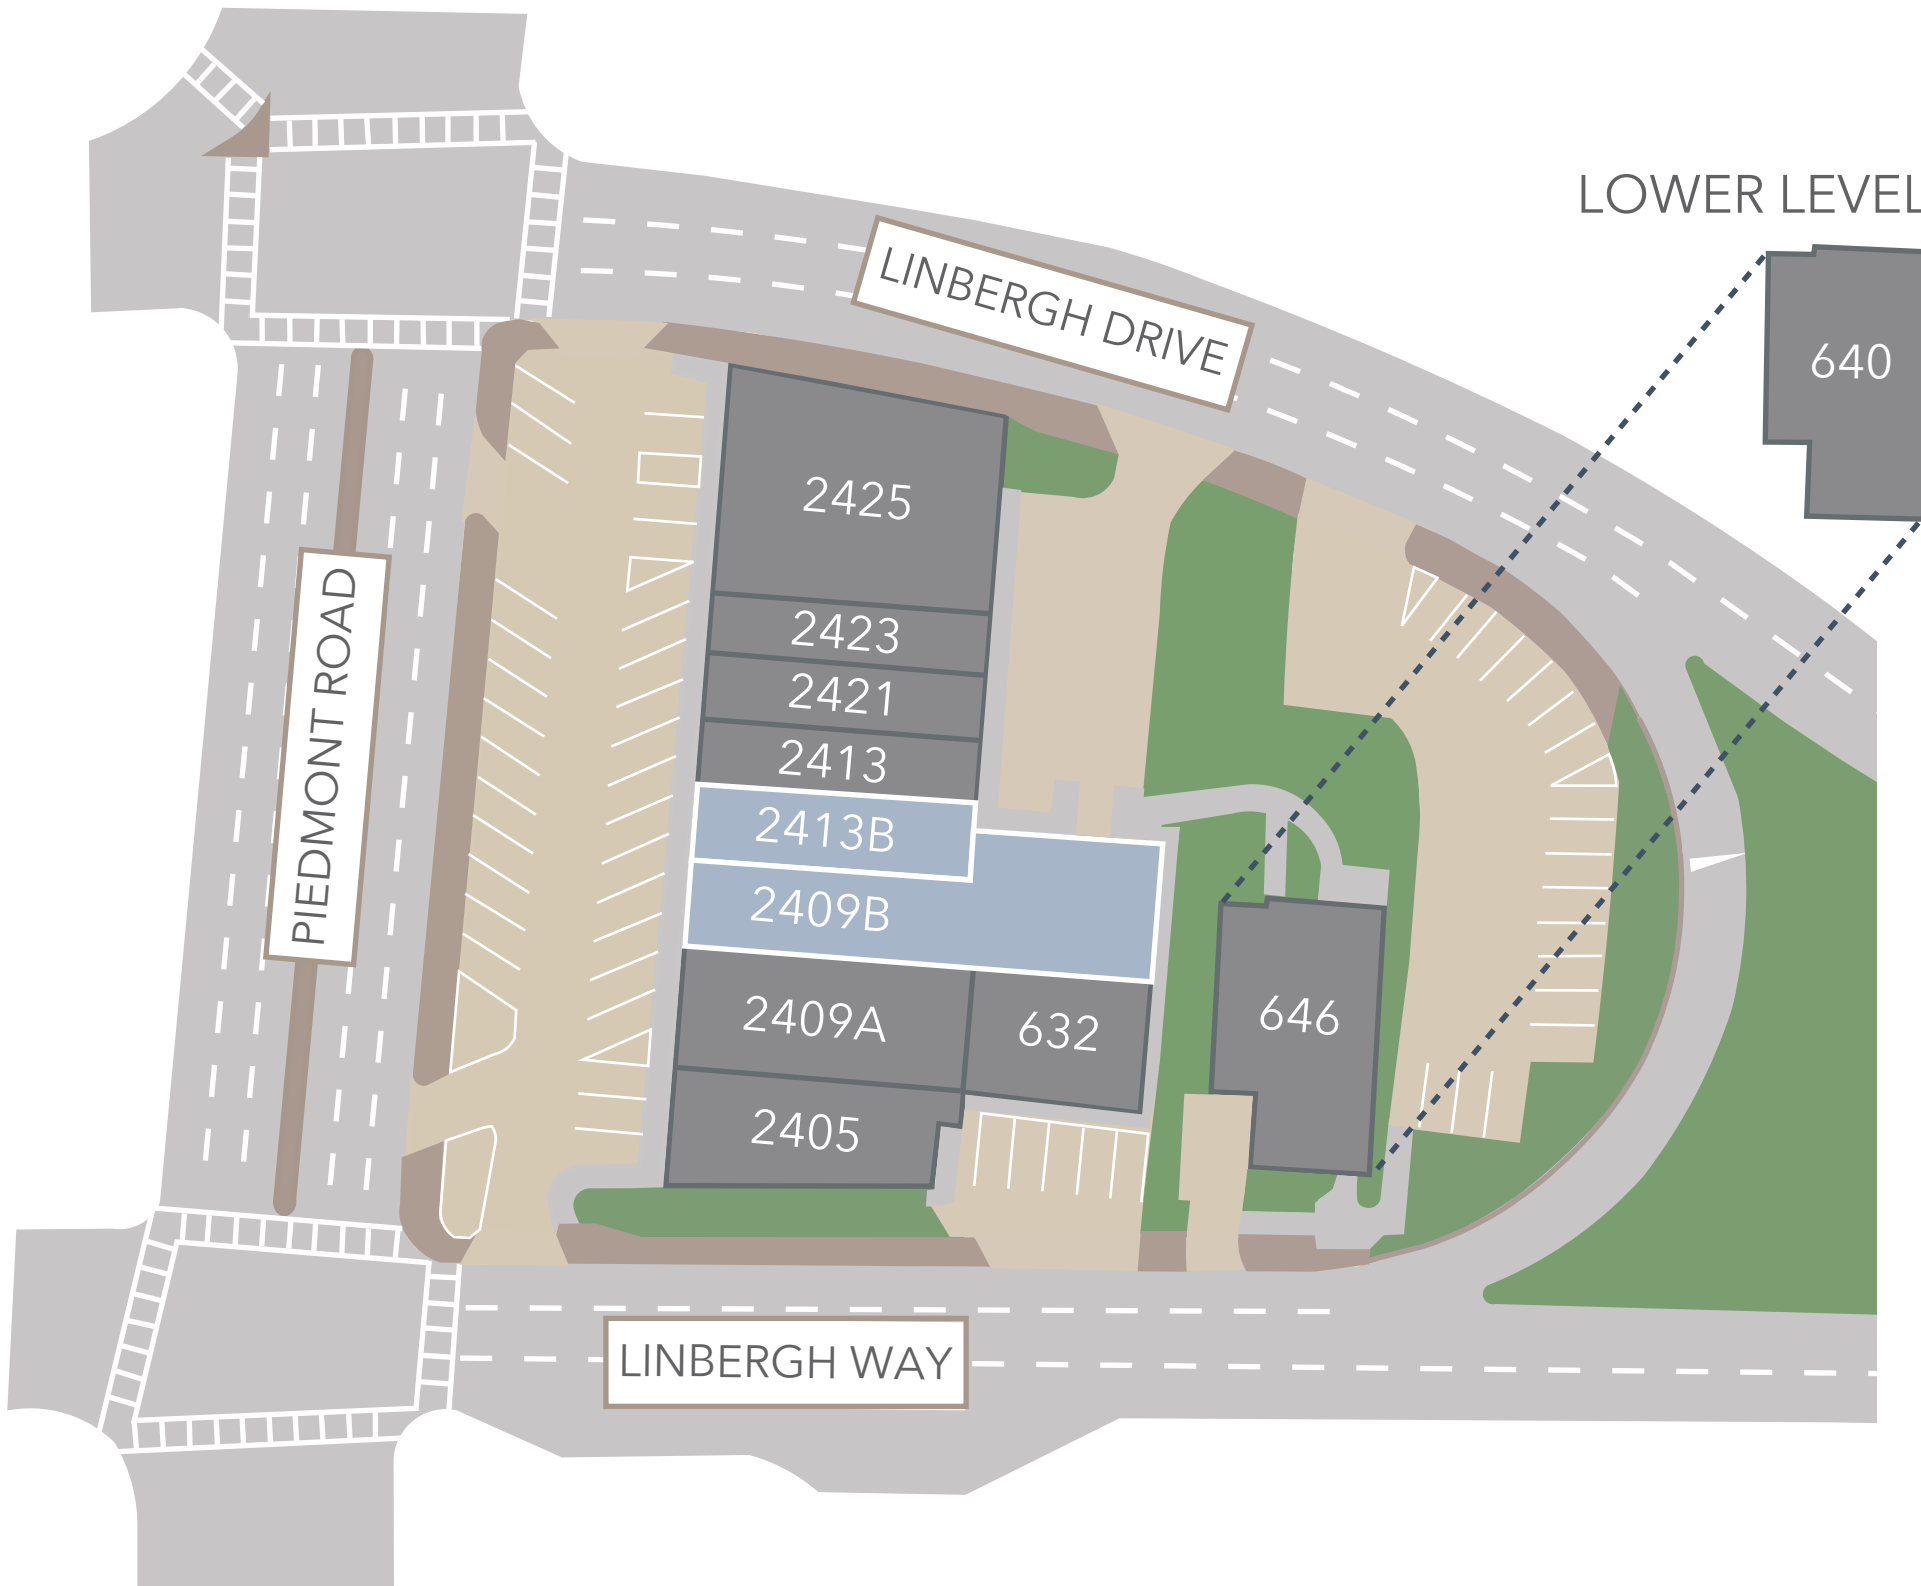 LOWER LEVEL
LINBERGH DRIVE
640
2425
PIEDMONT ROAD
2423
2421
2413
2413B
2409B
2409A
632
646
2405
LINBERGH WAY